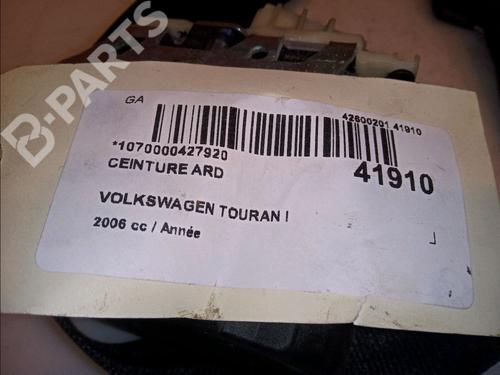 B-PARTS
GA
42600201 41910
*1070000427920
41910
CEINTURE ARD
VOLKSWAGEN TOURAN I
2006 cc / Année